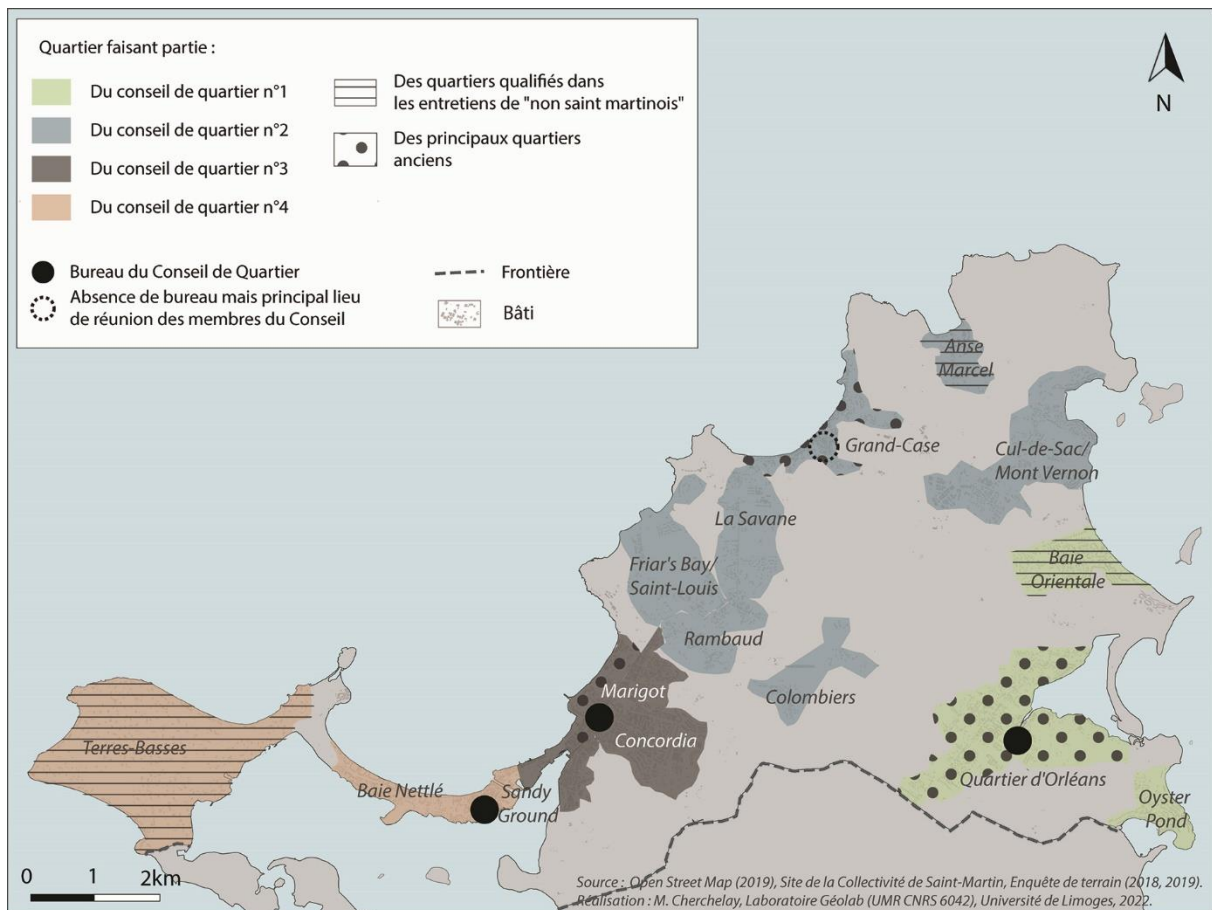 Quartier faisant partie :
Du conseil de quartier n°1
Du conseil de quartier n°2
Du conseil de quartier n°3
Du conseil de quartier n°4
Des quartiers qualifiés dans
les entretiens de "non saint martinois"
Des principaux quartiers
anciens
Bureau du Conseil de Quartier
Absence de bureau mais principal lieu
de réunion des membres du Conseil
Frontière
Bâti
N
Anse
Marcel
Grand-Case
Cul-de-Sac/
Mont Vernon
La Savane
Friar's Bay/
Saint-Louis
Baie
Orientale
Rambaud
Colombiers
Marigot
Concordia
Terres-Basses
Baie Nettlé
Sandy
Ground
Quartier d'Orléans
Oyster
Pond
0 1 2km
Source : Open Street Map (2019), Site de la Collectivité de Saint-Martin, Enquête de terrain (2018, 2019).
Réalisation : M. Cherchelay, Laboratoire Géolab (UMR CNRS 6042), Université de Limoges, 2022.